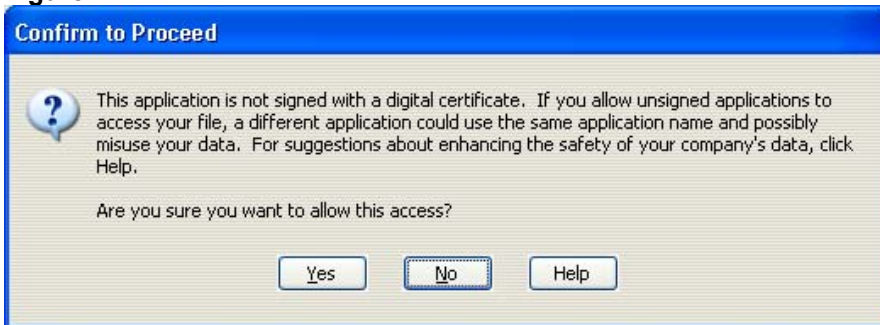 Confirm to Proceed
This application is not signed with a digital certificate.  If you allow unsigned applications to
access your file, a different application could use the same application name and possibly
misuse your data.  For suggestions about enhancing the safety of your company's data, click
Help.
Are you sure you want to allow this access?
Yes No Help